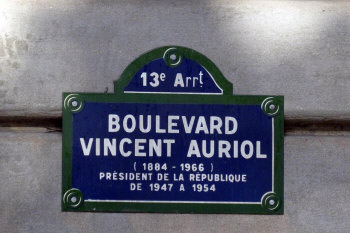 13e Arrt
BOULEVARD
VINCENT AURIOL
( 1884 - 1966 )
PRÉSIDENT DE LA RÉPUBLIQUE
DE 1947 A 1954